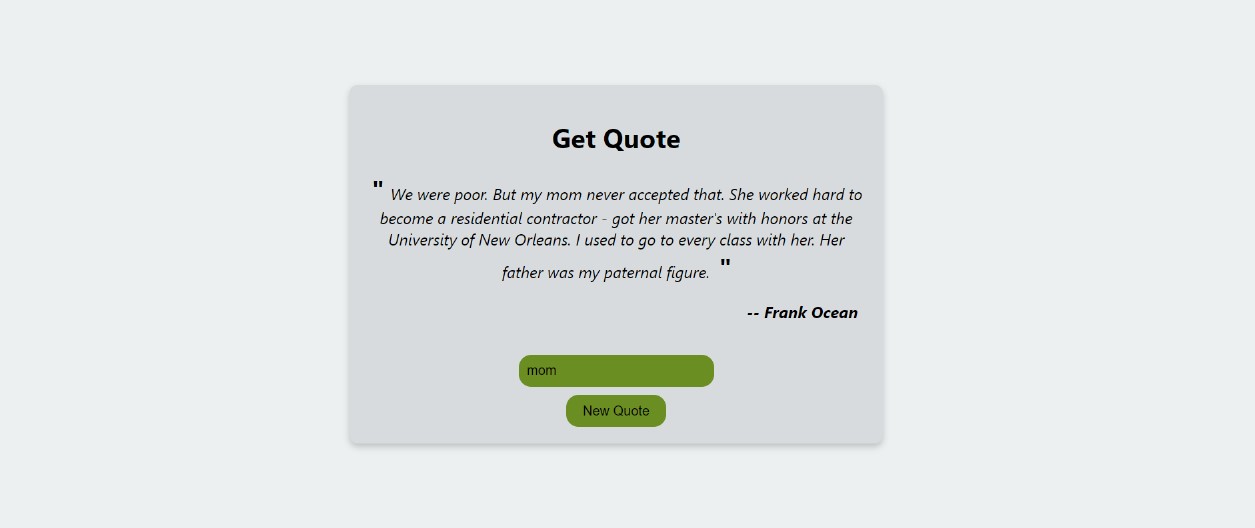 Get Quote
" We were poor. But my mom never accepted that. She worked hard to
become a residential contractor - got her master's with honors at the
University of New Orleans. I used to go to every class with her. Her
father was my paternal figure. "
-- Frank Ocean
mom
New Quote